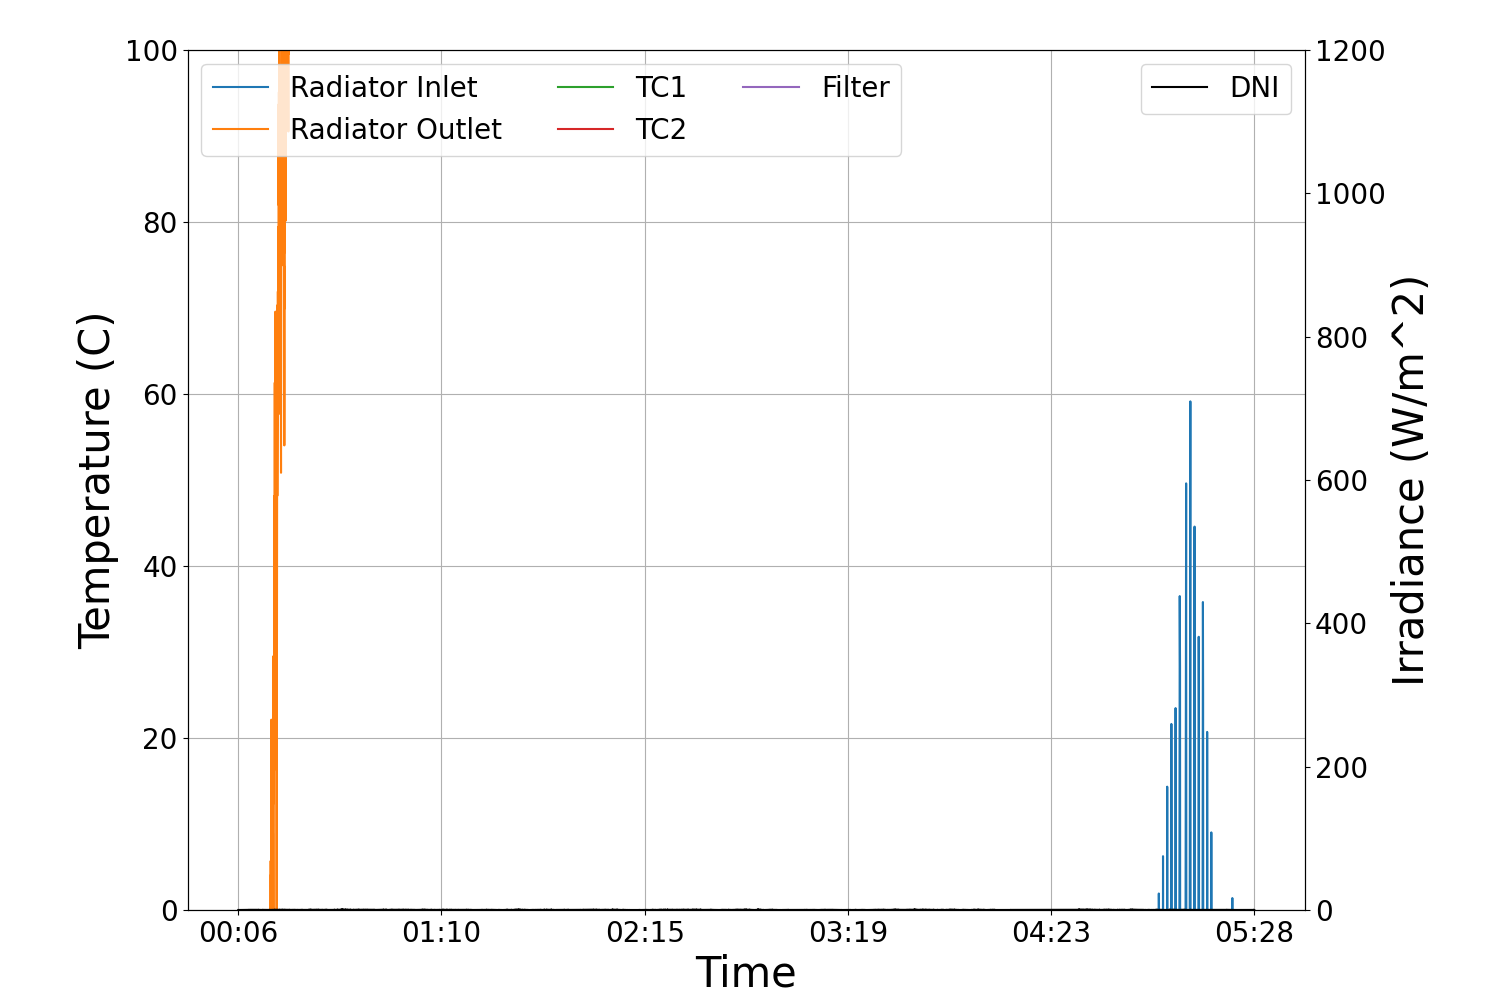 100
80
60
40
20
0
Temperature (C)
Radiator Inlet
Radiator Outlet
TC1
TC2
Filter
DNI
1200
1000
800
600
400
200
0
Irradiance (W/m^2)
00:06 01:10 02:15 03:19 04:23 05:28
Time